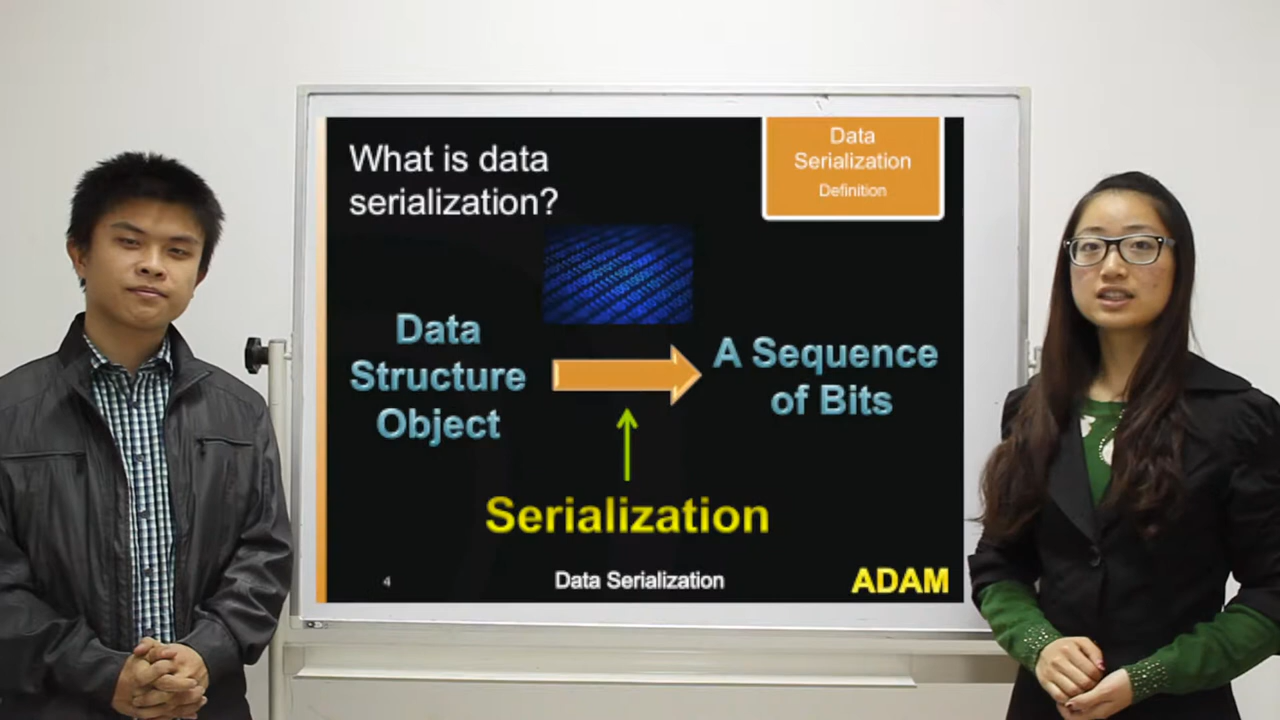 What is data
serialization?
Data
Serialization
Definition
Data
Structure
Object
A Sequence
of Bits
Serialization
4
Data Serialization
ADAM